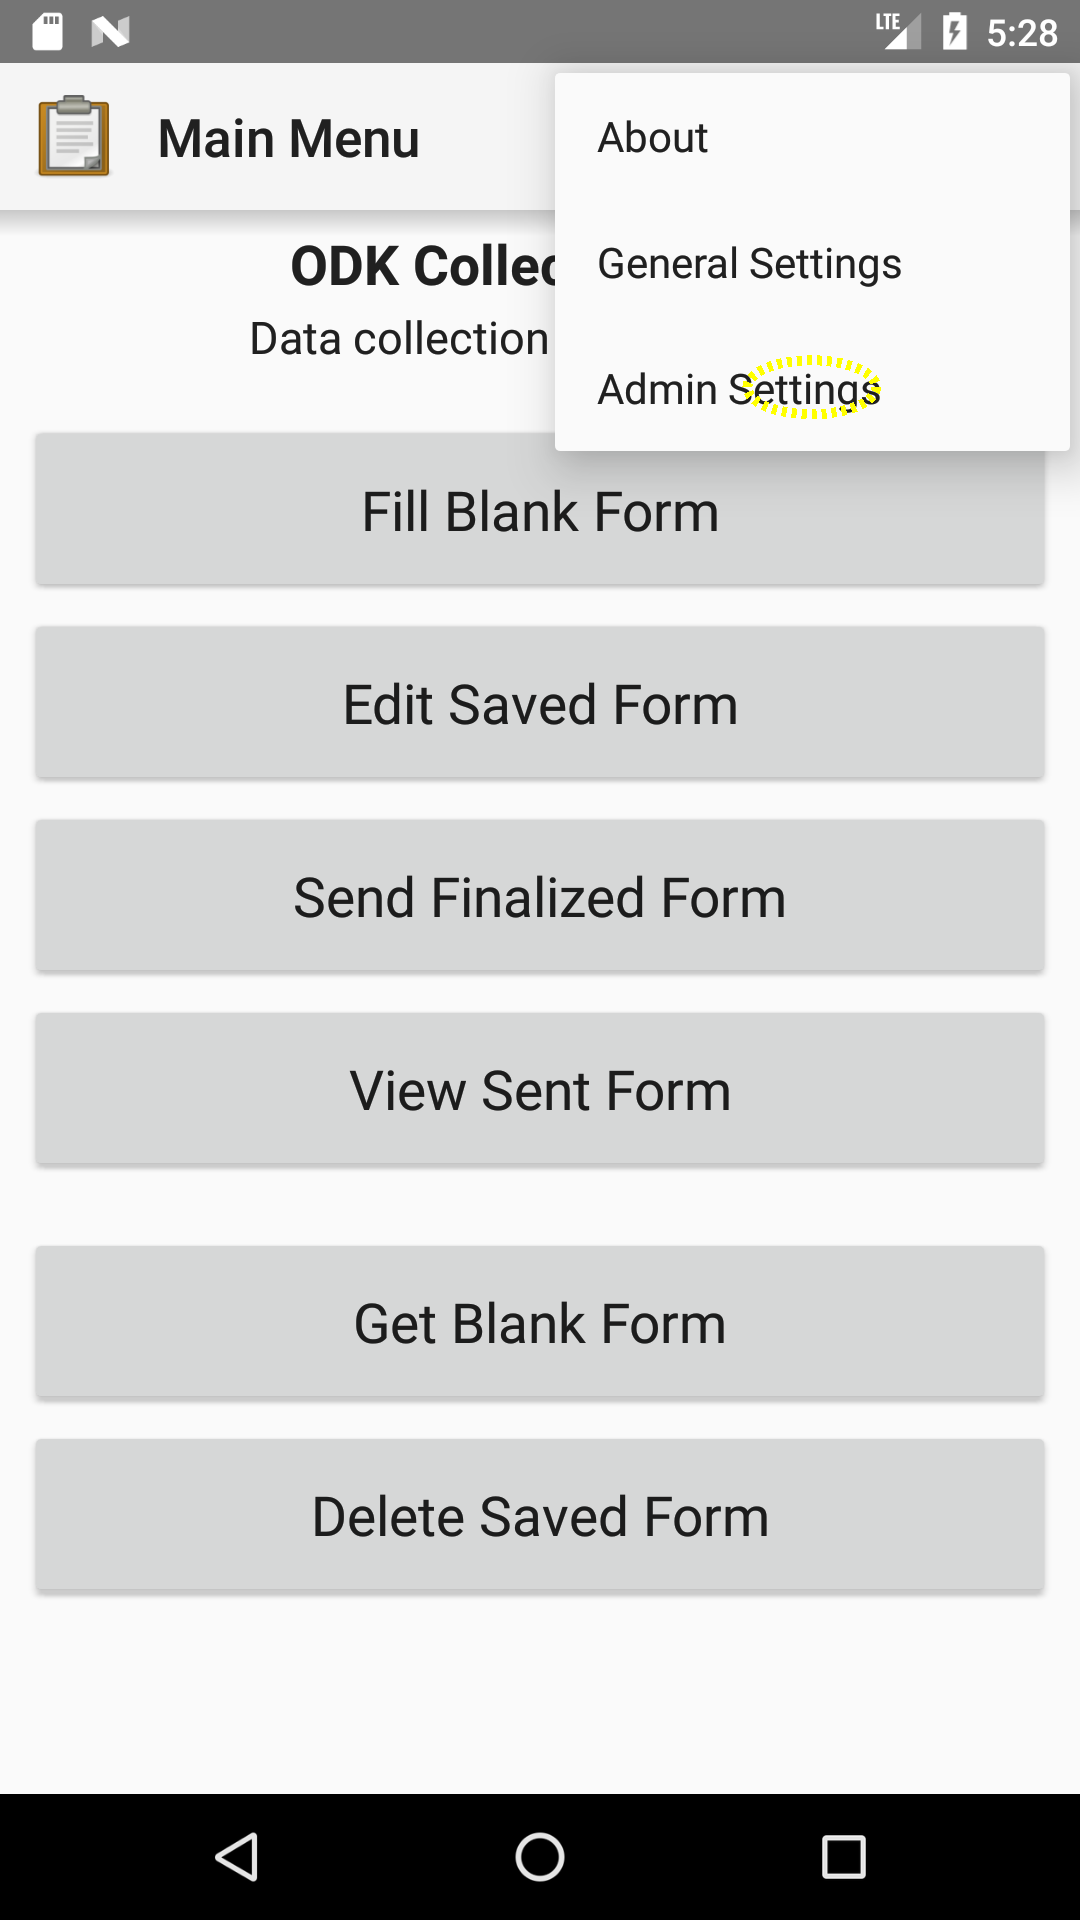 LTE 5:28
Main Menu
About
General Settings
Admin Settings
ODK Collec
Data collection
Fill Blank Form
Edit Saved Form
Send Finalized Form
View Sent Form
Get Blank Form
Delete Saved Form